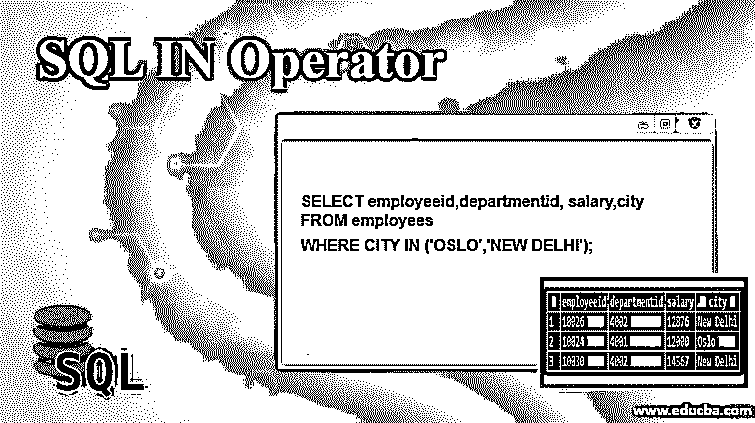 SQL IN Operator
SELECT employeeid,departmentid, salary,city
FROM employees
WHERE CITY IN ('OSLO','NEW DELHI');
employeeid departmentid salary city
1 10026 4002 12876 New Delhi
2 10024 4001 12000 Oslo
3 10030 4002 14567 New Delhi
SQL
www.educba.com